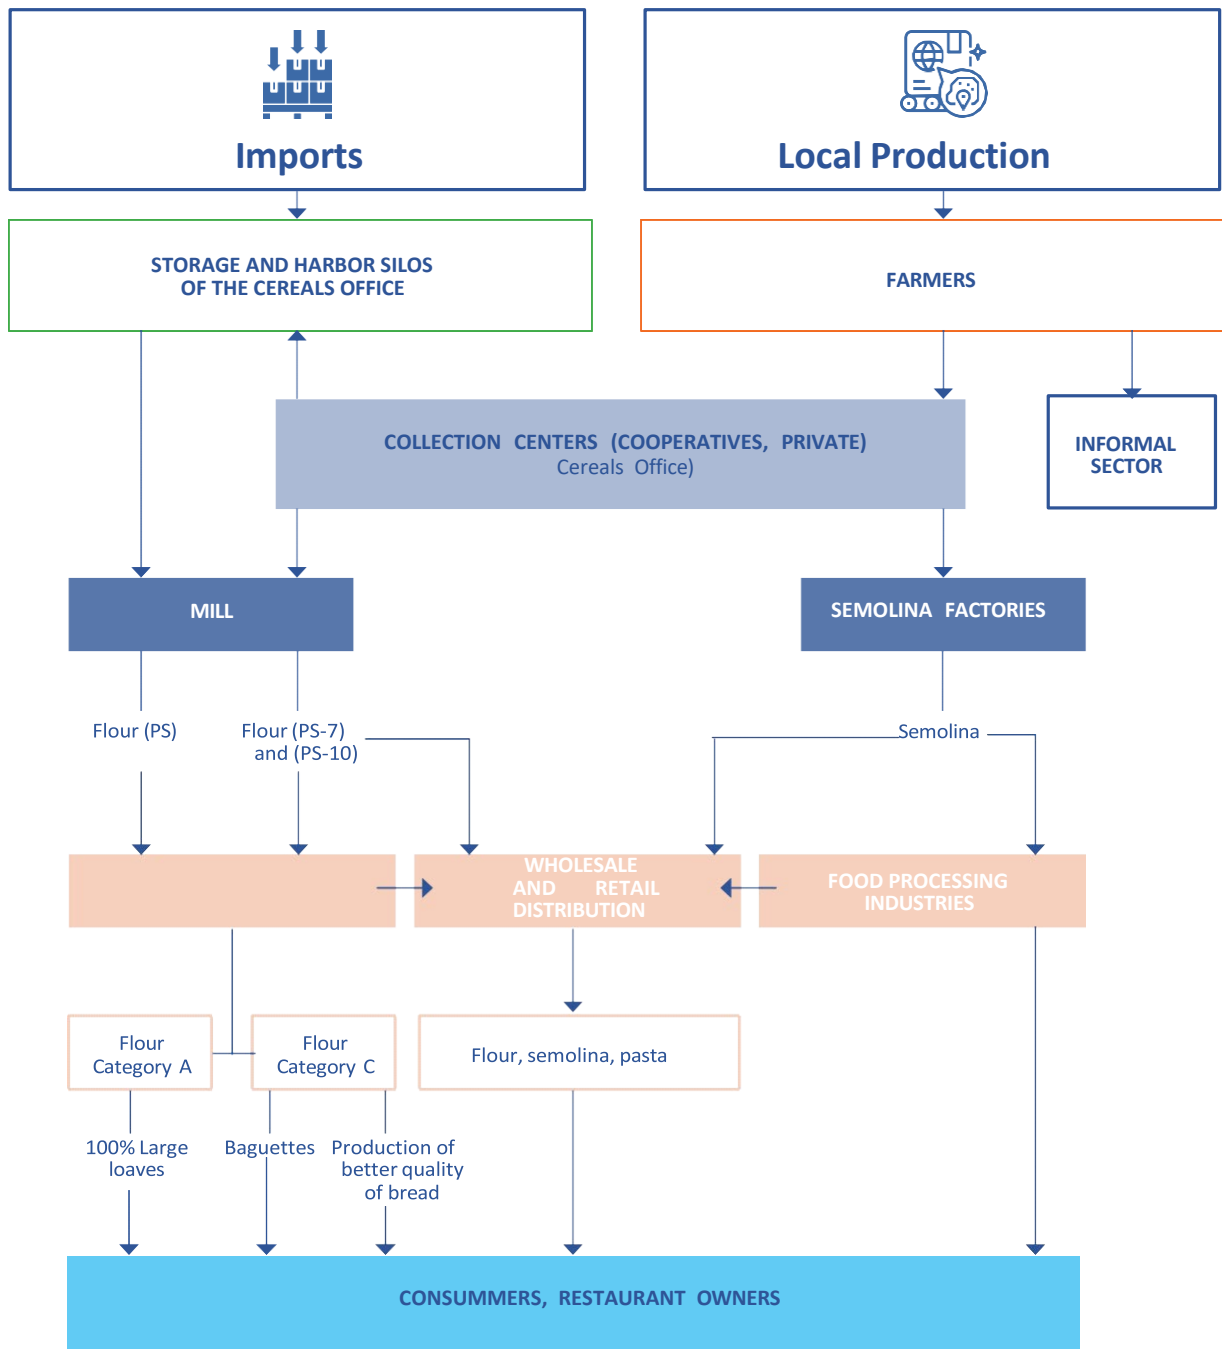 Imports
Local Production
STORAGE AND HARBOR SILOS
OF THE CEREALS OFFICE
FARMERS
COLLECTION CENTERS (COOPERATIVES, PRIVATE)
Cereals Office)
INFORMAL
SECTOR
MILL
SEMOLINA FACTORIES
Flour (PS)
Flour (PS-7)
and (PS-10)
Semolina
WHOLESALE
AND RETAIL
DISTRIBUTION
FOOD PROCESSING
INDUSTRIES
Flour
Category A
Flour
Category C
Flour, semolina, pasta
100% Large
loaves
Baguettes
Production of
better quality
of bread
CONSUMMERS, RESTAURANT OWNERS